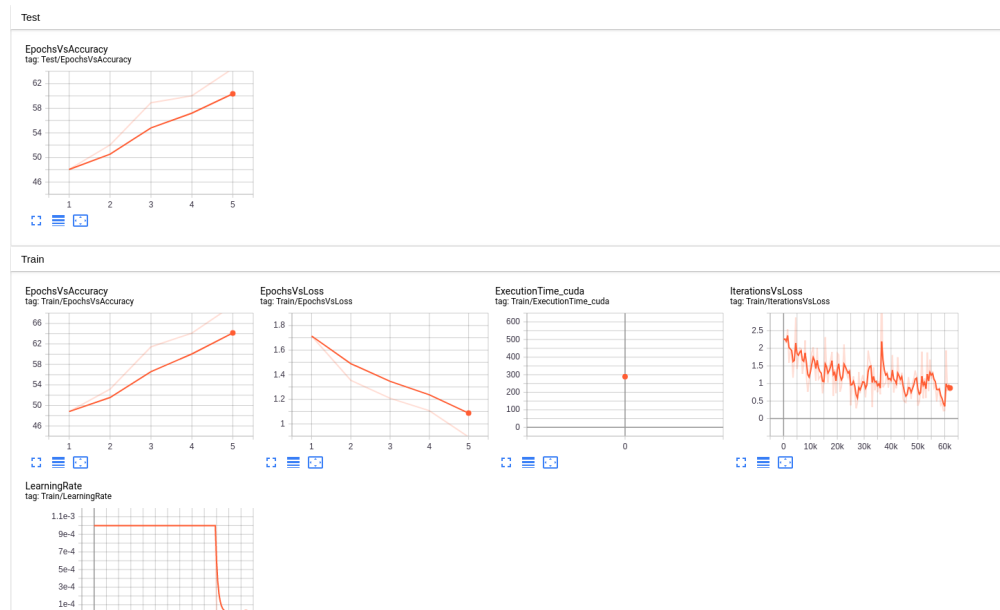 Test
EpochsVsAccuracy
tag: Test/EpochsVsAccuracy
62
58
54
50
46
1 2 3 4 5
Train
EpochsVsAccuracy
tag: Train/EpochsVsAccuracy
66
62
58
54
50
46
1 2 3 4 5
EpochsVsLoss
tag: Train/EpochsVsLoss
1.8
1.6
1.4
1.2
1
1 2 3 4 5
ExecutionTime_cuda
tag: Train/ExecutionTime_cuda
600
500
400
300
200
100
0
0
IterationsVsLoss
tag: Train/IterationsVsLoss
2.5
2
1.5
1
0.5
0
0 10k 20k 30k 40k 50k 60k
LearningRate
tag: Train/LearningRate
1.1e-3
9e-4
7e-4
5e-4
3e-4
1e-4